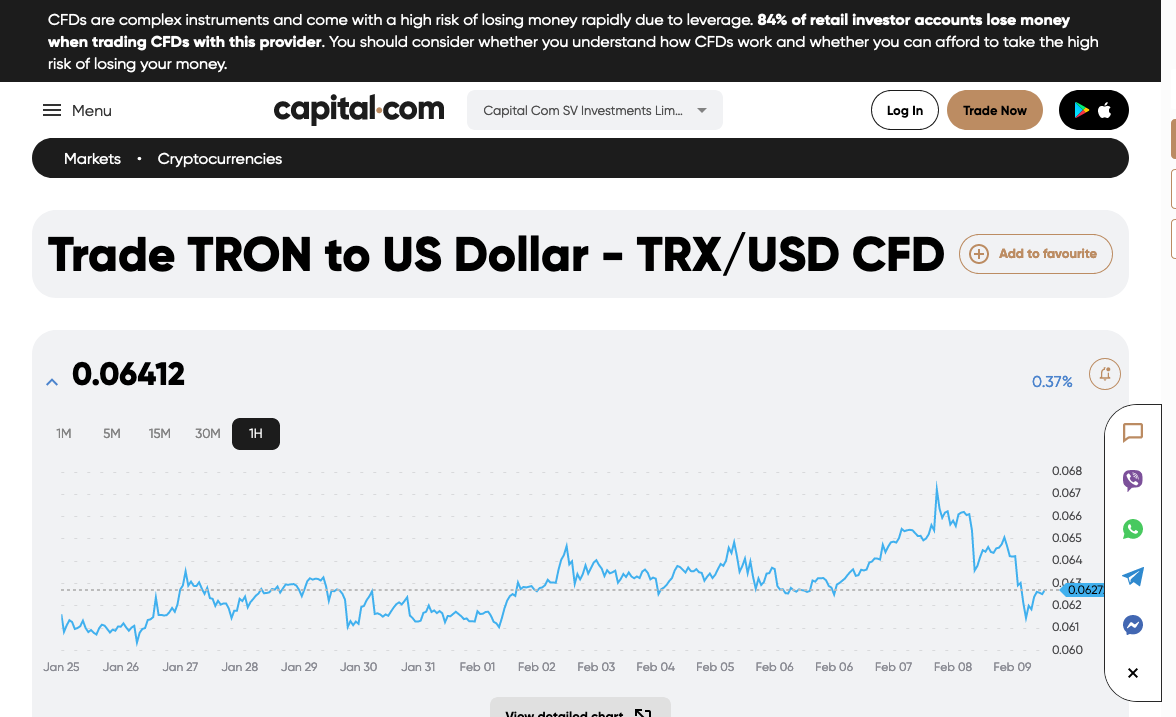 CFDs are complex instruments and come with a high risk of losing money rapidly due to leverage. 84% of retail investor accounts lose money
when trading CFDs with this provider. You should consider whether you understand how CFDs work and whether you can afford to take the high
risk of losing your money.
Menu
capital.com
Capital Com SV Investments Lim...
Log In
Trade Now
Markets • Cryptocurrencies
Trade TRON to US Dollar - TRX/USD CFD
Add to favourite
0.06412
0.37%
1M 5M 15M 30M 1H
0.068
0.067
0.066
0.065
0.064
0.0627
0.062
0.061
0.060
Jan 25 Jan 26 Jan 27 Jan 28 Jan 29 Jan 30 Jan 31 Feb 01 Feb 02 Feb 03 Feb 04 Feb 05 Feb 06 Feb 06 Feb 07 Feb 08 Feb 09
View detailed chart